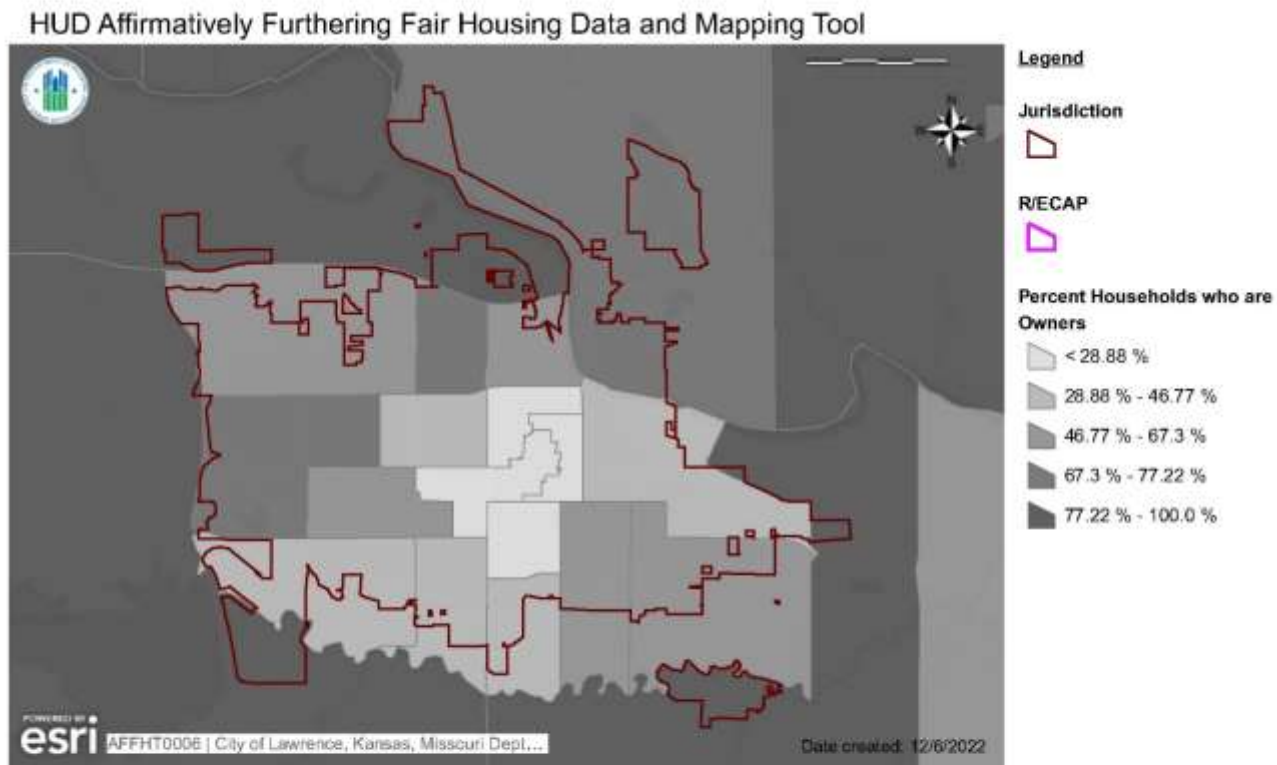 HUD Affirmatively Furthering Fair Housing Data and Mapping Tool
Legend
Jurisdiction
R/ECAP
Percent Households who are
Owners
< 28.88 %
28.88 % - 46.77 %
46.77 % - 67.3 %
67.3 % - 77.22 %
77.22 % - 100.0 %
POWERED BY
esri
AFFHT0006 | City of Lawrence, Kansas, Missouri Dept...
Date created: 12/6/2022